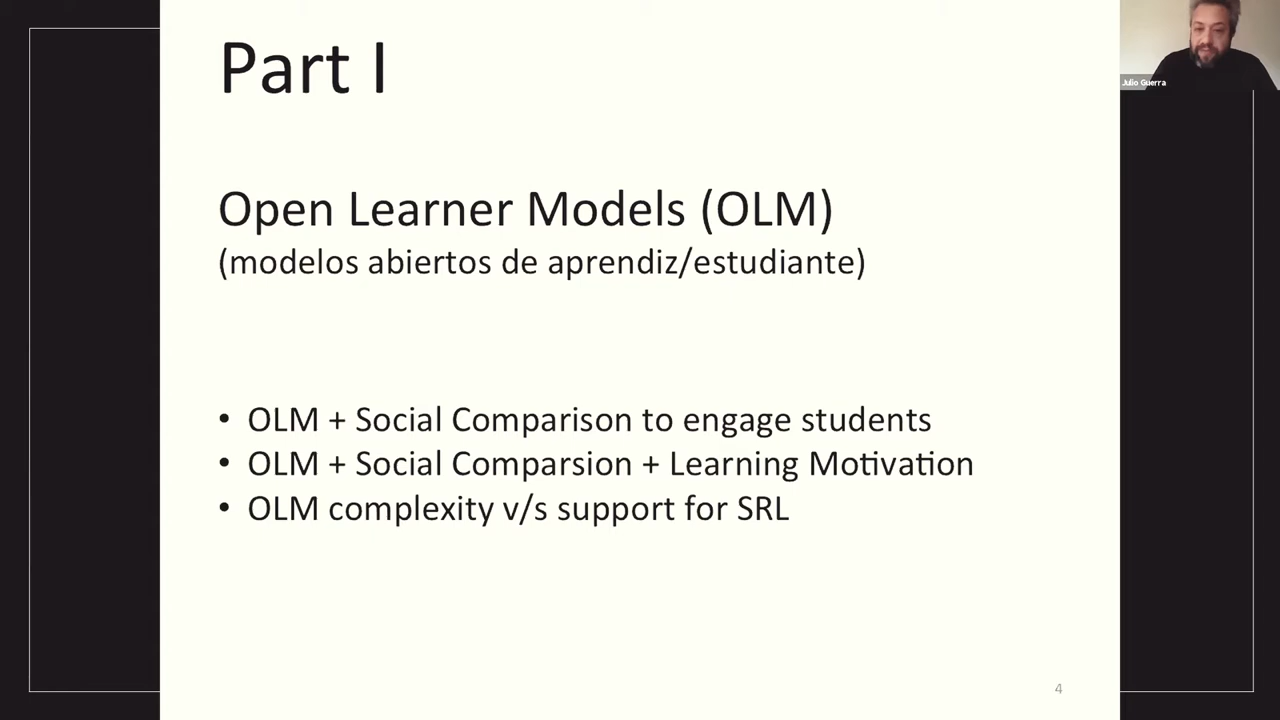 Part I
Open Learner Models (OLM)
(modelos abiertos de aprendiz/estudiante)
• OLM + Social Comparison to engage students
• OLM + Social Comparsion + Learning Motivation
• OLM complexity v/s support for SRL
4
Julio Guerra